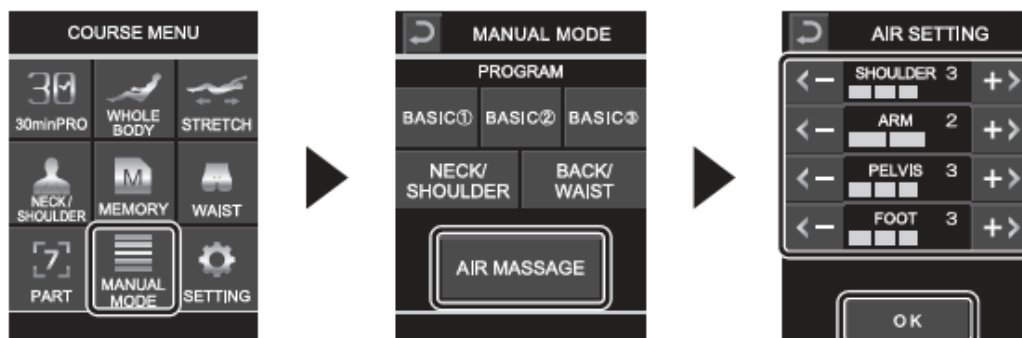 COURSE MENU
30
30minPRO
WHOLE
BODY
STRETCH
NECK/
SHOULDER
M
MEMORY
WAIST
7
PART
MANUAL
MODE
SETTING
MANUAL MODE
PROGRAM
BASIC① BASIC② BASIC③
NECK/
SHOULDER
BACK/
WAIST
AIR MASSAGE
AIR SETTING
< − SHOULDER 3 + >
< − ARM 2 + >
< − PELVIS 3 + >
< − FOOT 3 + >
OK